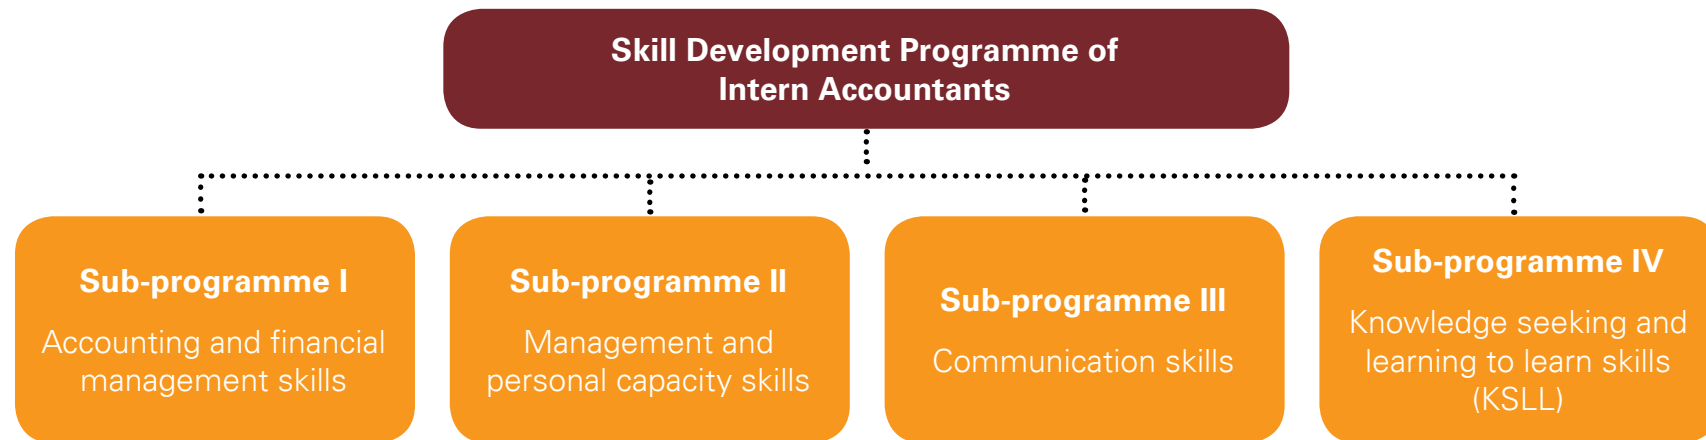 Skill Development Programme of
Intern Accountants
Sub-programme I
Accounting and financial
management skills
Sub-programme II
Management and
personal capacity skills
Sub-programme III
Communication skills
Sub-programme IV
Knowledge seeking and
learning to learn skills
(KSLL)